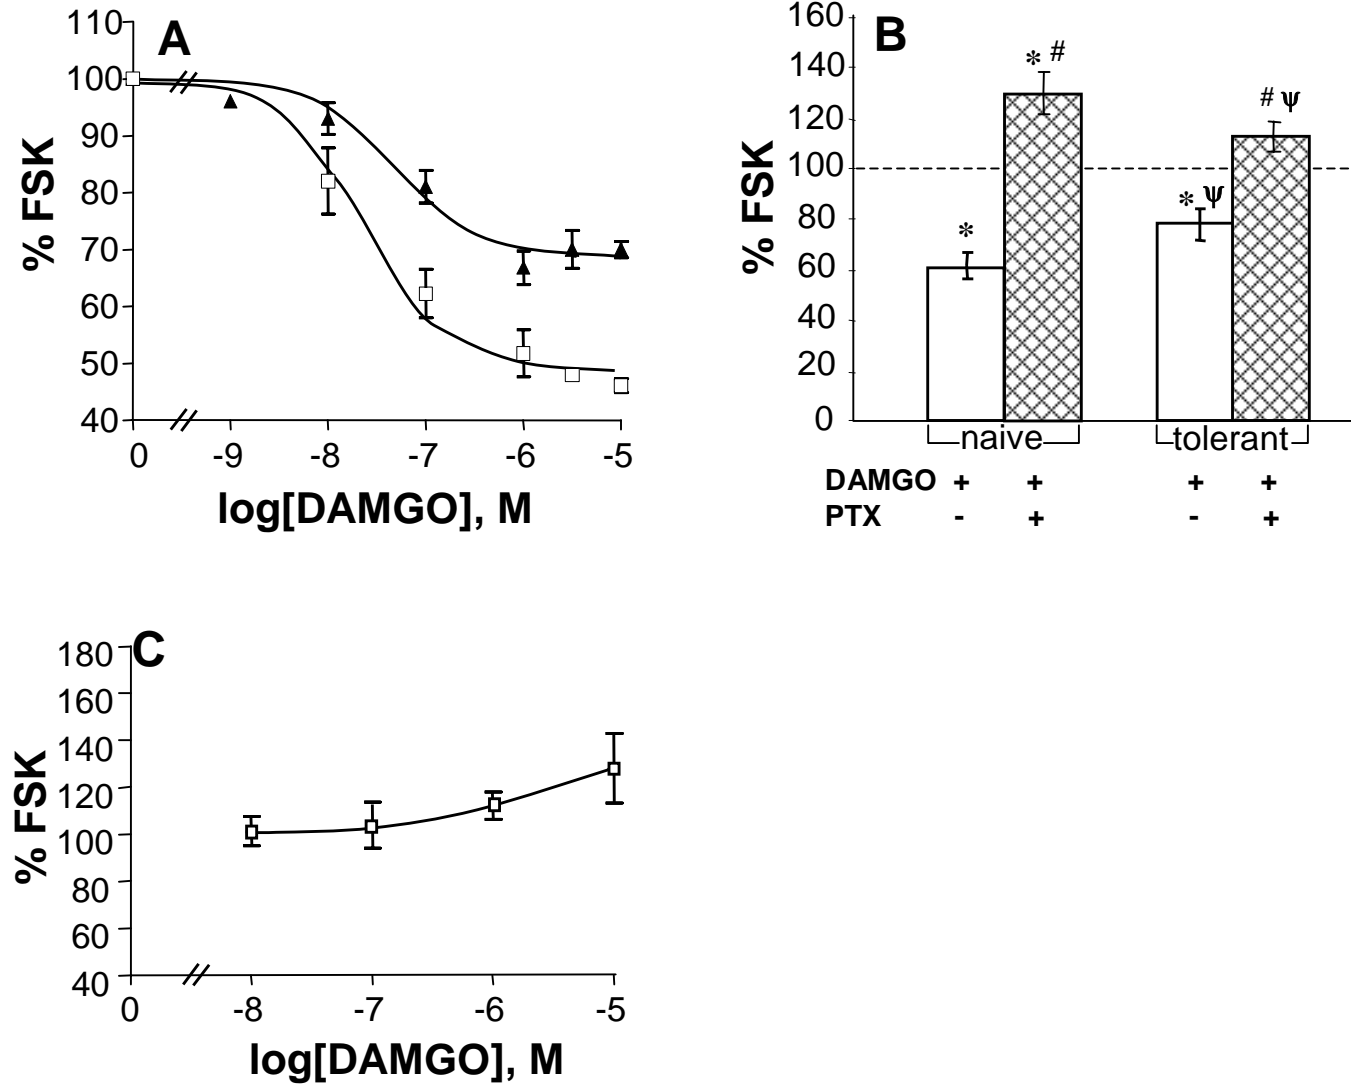 A
% FSK
110
100
90
80
70
60
50
40
0 -9 -8 -7 -6 -5
log[DAMGO], M
B
% FSK
160
140
120
100
80
60
40
20
0
* * # * ψ # ψ
naive tolerant
DAMGO + + + +
PTX - + - +
C
% FSK
180
160
140
120
100
80
60
40
0 -8 -7 -6 -5
log[DAMGO], M